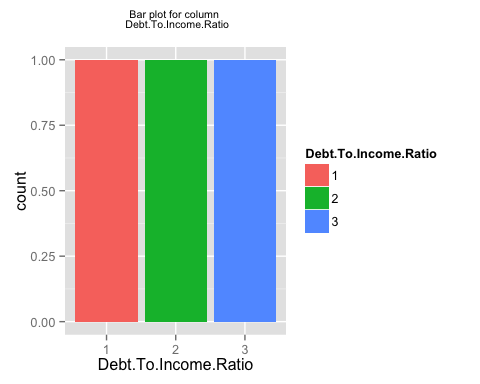 Bar plot for column
Debt.To.Income.Ratio
1.00
0.75
0.50
0.25
0.00
count
1 2 3
Debt.To.Income.Ratio
Debt.To.Income.Ratio
1
2
3